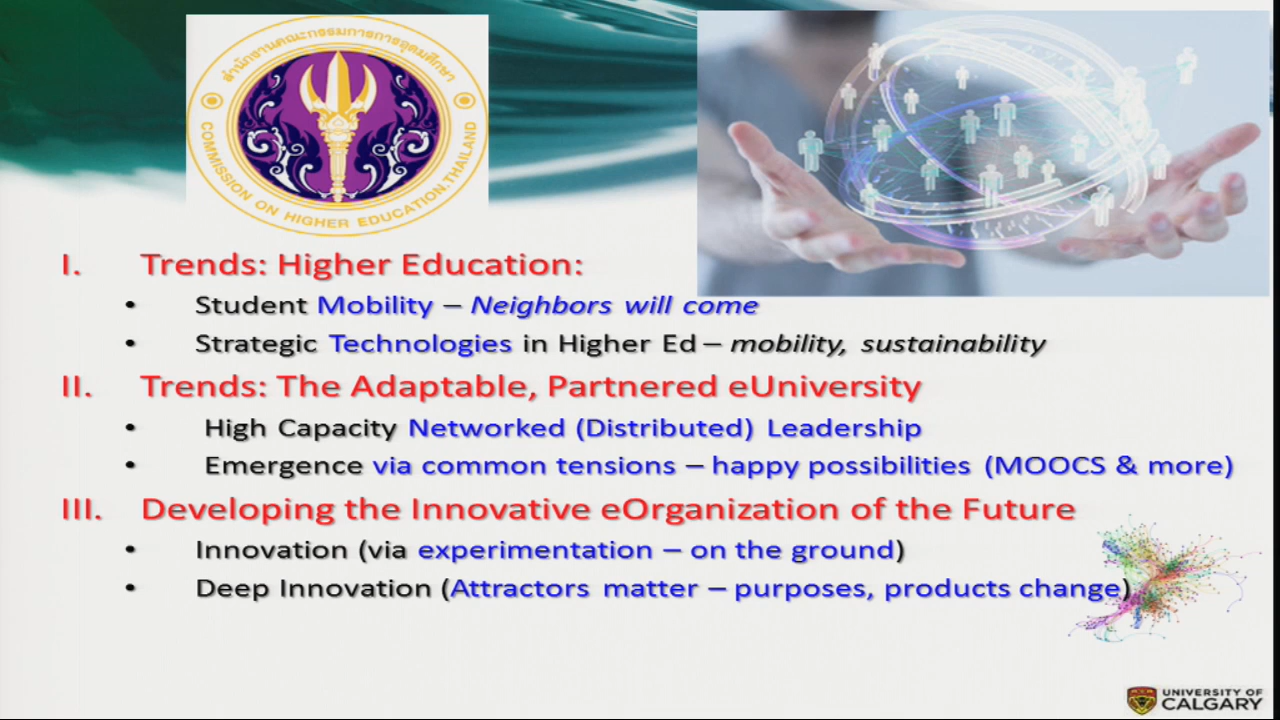 สำนักงานคณะกรรมการการอุดมศึกษา
COMMISSION ON HIGHER EDUCATION,THAILAND
I. Trends: Higher Education:
• Student Mobility – Neighbors will come
• Strategic Technologies in Higher Ed – mobility, sustainability
II. Trends: The Adaptable, Partnered eUniversity
• High Capacity Networked (Distributed) Leadership
• Emergence via common tensions – happy possibilities (MOOCS & more)
III. Developing the Innovative eOrganization of the Future
• Innovation (via experimentation – on the ground)
• Deep Innovation (Attractors matter – purposes, products change)
UNIVERSITY OF
CALGARY